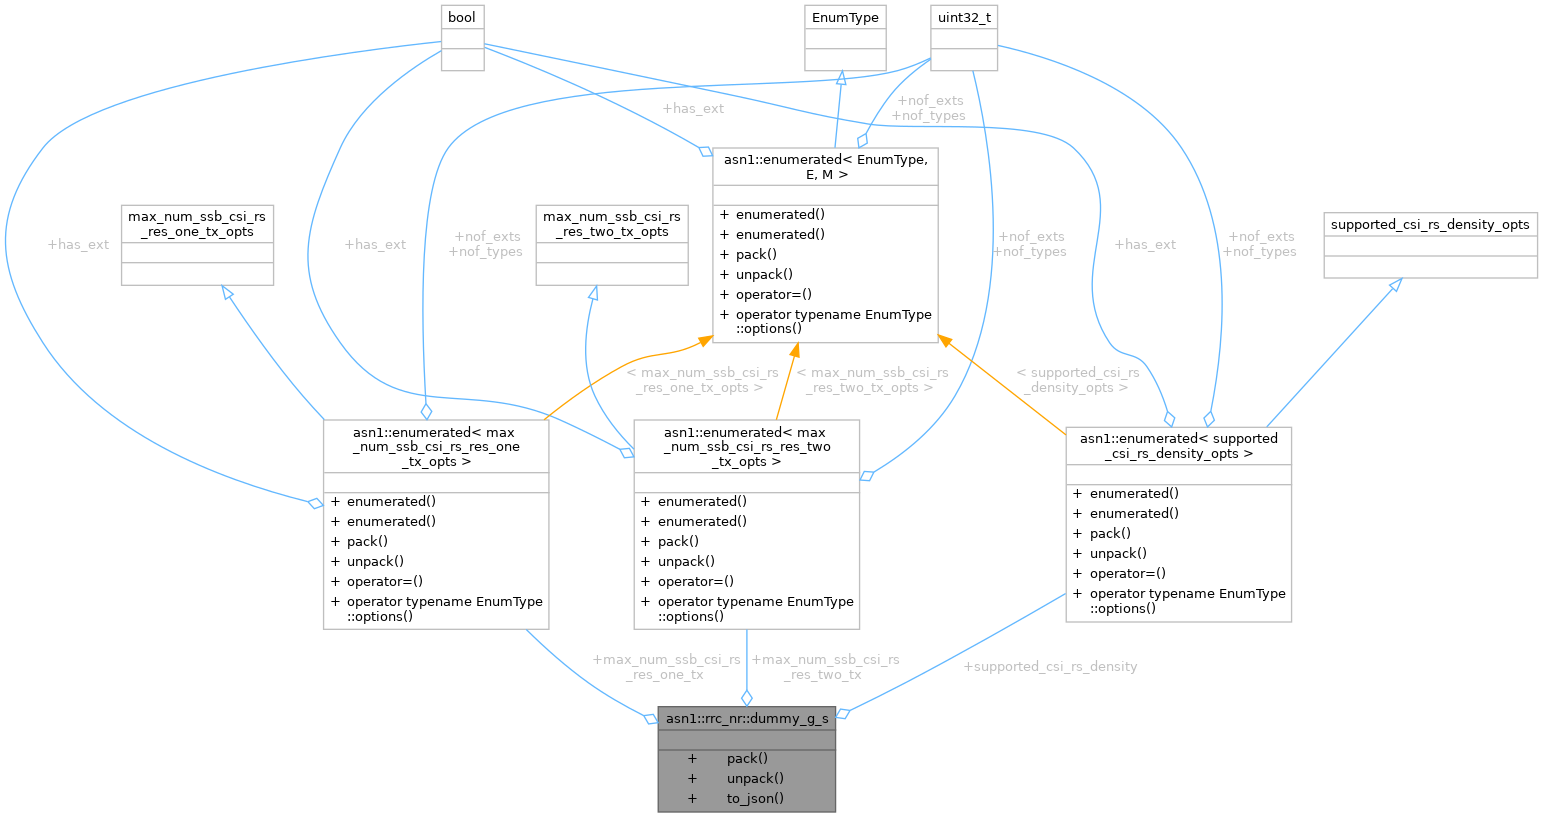 bool
EnumType
uint32_t
+has_ext
+nof_exts
+nof_types
asn1::enumerated< EnumType,
E, M >
+ enumerated()
+ enumerated()
+ pack()
+ unpack()
+ operator=()
+ operator typename EnumType
::options()
max_num_ssb_csi_rs
_res_one_tx_opts
max_num_ssb_csi_rs
_res_two_tx_opts
supported_csi_rs_density_opts
+has_ext
+has_ext
+nof_exts
+nof_types
+nof_exts
+nof_types
+has_ext
+nof_exts
+nof_types
< max_num_ssb_csi_rs
_res_one_tx_opts >
< max_num_ssb_csi_rs
_res_two_tx_opts >
< supported_csi_rs
_density_opts >
asn1::enumerated< max
_num_ssb_csi_rs_res_one
_tx_opts >
+ enumerated()
+ enumerated()
+ pack()
+ unpack()
+ operator=()
+ operator typename EnumType
::options()
asn1::enumerated< max
_num_ssb_csi_rs_res_two
_tx_opts >
+ enumerated()
+ enumerated()
+ pack()
+ unpack()
+ operator=()
+ operator typename EnumType
::options()
asn1::enumerated< supported
_csi_rs_density_opts >
+ enumerated()
+ enumerated()
+ pack()
+ unpack()
+ operator=()
+ operator typename EnumType
::options()
+max_num_ssb_csi_rs
_res_one_tx
+max_num_ssb_csi_rs
_res_two_tx
+supported_csi_rs_density
asn1::rrc_nr::dummy_g_s
+ pack()
+ unpack()
+ to_json()